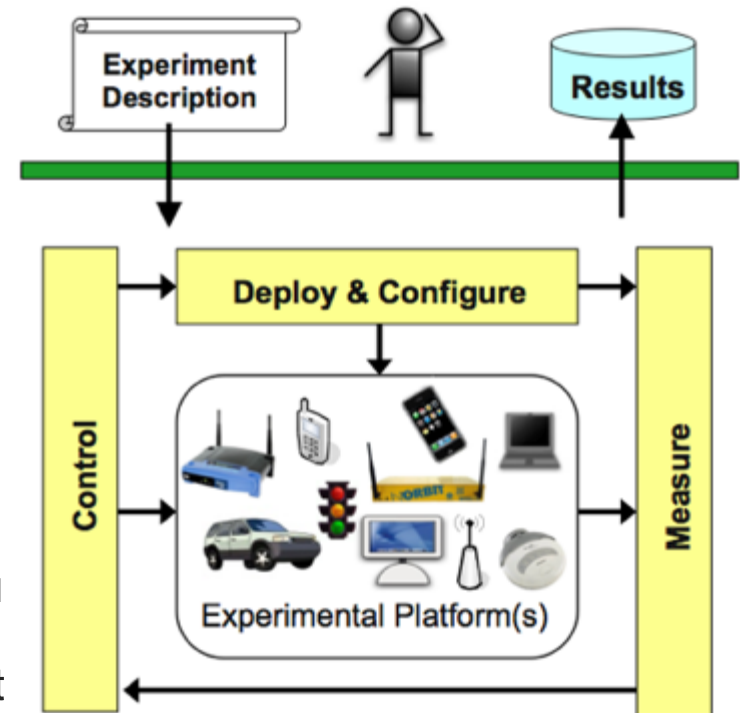 Experiment
Description
Results
Deploy & Configure
Control
ORBIT
Measure
Experimental Platform(s)
t